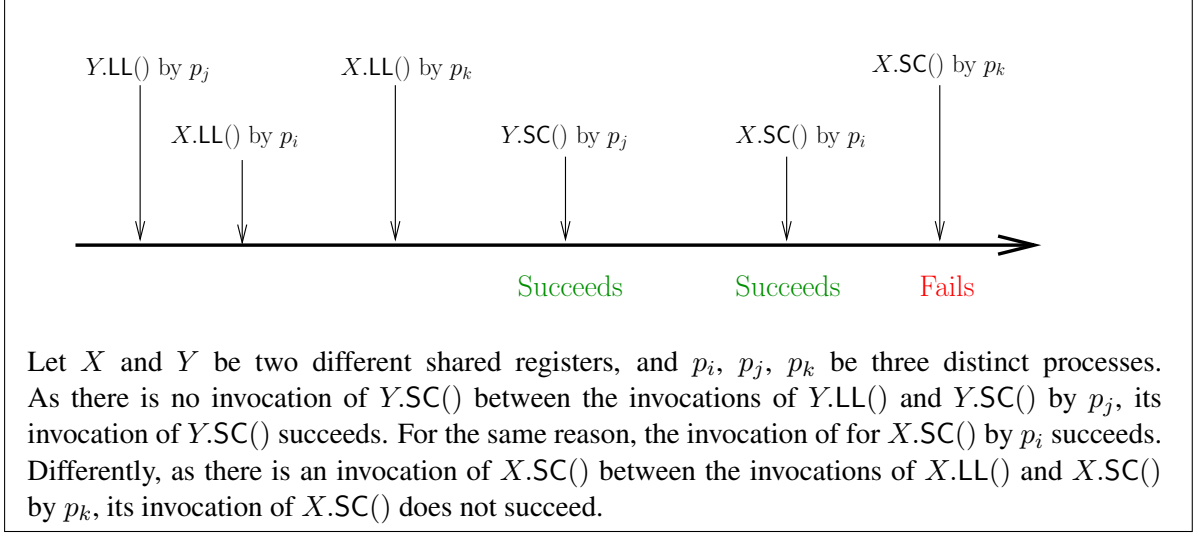 Y.LL() by p_j
X.LL() by p_k
X.SC() by p_k
X.LL() by p_i
Y.SC() by p_j
X.SC() by p_i
Succeeds
Succeeds
Fails
Let X and Y be two different shared registers, and p_i, p_j, p_k be three distinct processes.
As there is no invocation of Y.SC() between the invocations of Y.LL() and Y.SC() by p_j, its
invocation of Y.SC() succeeds. For the same reason, the invocation of for X.SC() by p_i succeeds.
Differently, as there is an invocation of X.SC() between the invocations of X.LL() and X.SC()
by p_k, its invocation of X.SC() does not succeed.